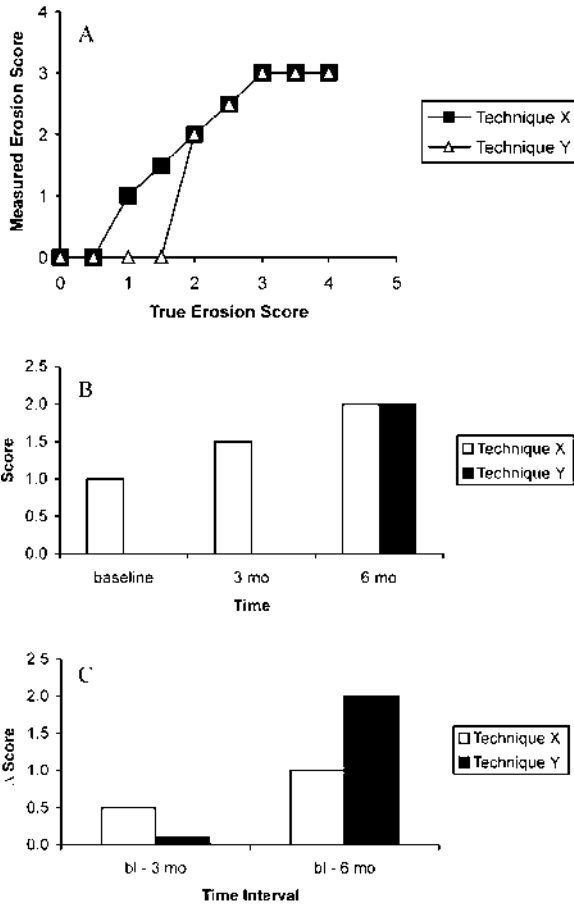 A
Measured Erosion Score
4
3
2
1
0
0 1 2 3 4 5
True Erosion Score
Technique X
Technique Y
B
Score
2.5
2.0
1.5
1.0
0.5
0.0
baseline 3 mo 6 mo
Time
Technique X
Technique Y
C
Δ Score
2.5
2.0
1.5
1.0
0.5
0.0
bl - 3 mo bl - 6 mo
Time Interval
Technique X
Technique Y